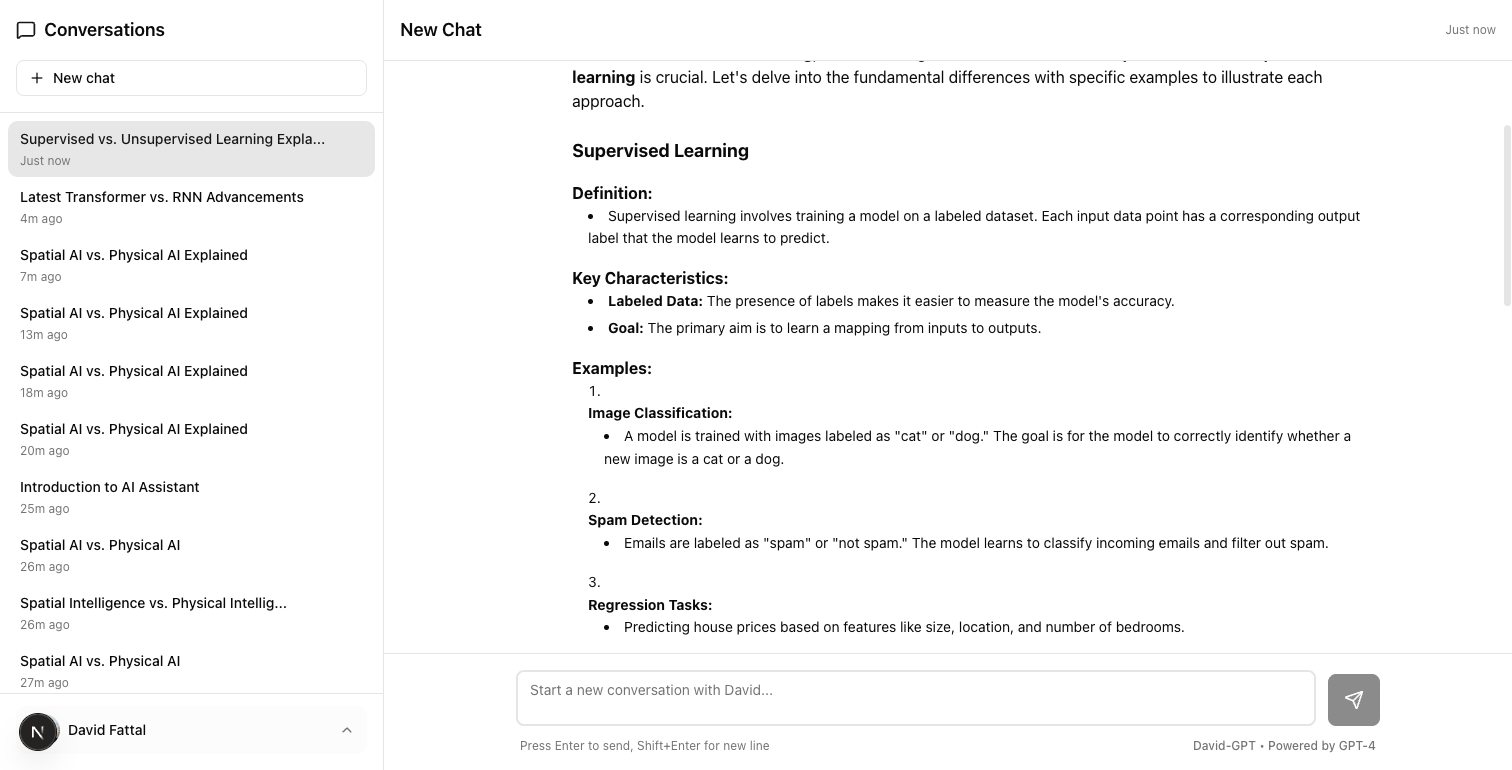 Conversations
New chat
Supervised vs. Unsupervised Learning Expla...
Just now
Latest Transformer vs. RNN Advancements
4m ago
Spatial AI vs. Physical AI Explained
7m ago
Spatial AI vs. Physical AI Explained
13m ago
Spatial AI vs. Physical AI Explained
18m ago
Spatial AI vs. Physical AI Explained
20m ago
Introduction to AI Assistant
25m ago
Spatial AI vs. Physical AI
26m ago
Spatial Intelligence vs. Physical Intellig...
26m ago
Spatial AI vs. Physical AI
27m ago
N
David Fattal
New Chat
Just now
learning is crucial. Let's delve into the fundamental differences with specific examples to illustrate each
approach.
Supervised Learning
Definition:
• Supervised learning involves training a model on a labeled dataset. Each input data point has a corresponding output
label that the model learns to predict.
Key Characteristics:
• Labeled Data: The presence of labels makes it easier to measure the model's accuracy.
• Goal: The primary aim is to learn a mapping from inputs to outputs.
Examples:
1.
Image Classification:
• A model is trained with images labeled as "cat" or "dog." The goal is for the model to correctly identify whether a
new image is a cat or a dog.
2.
Spam Detection:
• Emails are labeled as "spam" or "not spam." The model learns to classify incoming emails and filter out spam.
3.
Regression Tasks:
• Predicting house prices based on features like size, location, and number of bedrooms.
Start a new conversation with David...
Press Enter to send, Shift+Enter for new line
David-GPT • Powered by GPT-4